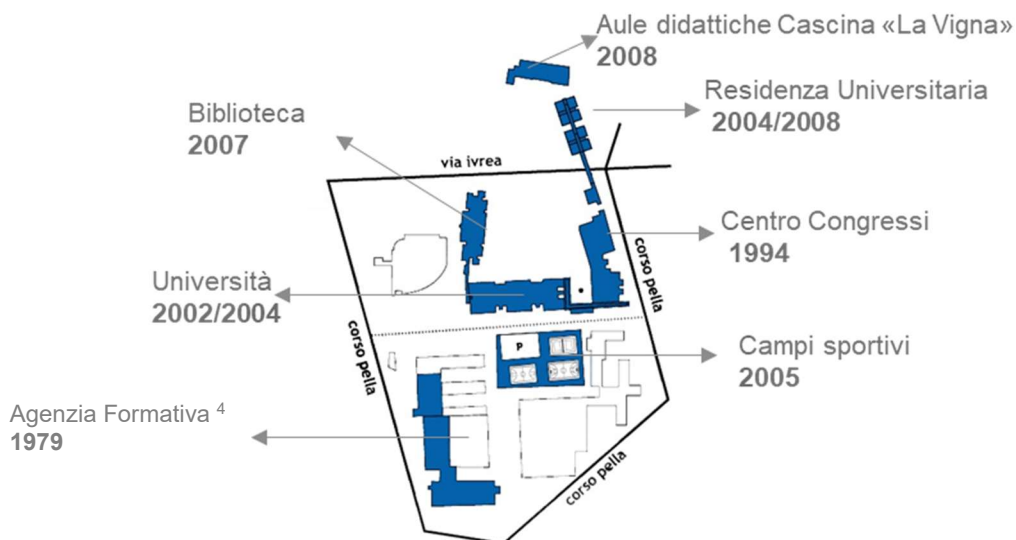 Aule didattiche Cascina «La Vigna»
2008
Residenza Universitaria
2004/2008
Biblioteca
2007
via ivrea
Centro Congressi
1994
corso pella
Università
2002/2004
corso pella
P
Campi sportivi
2005
Agenzia Formativa 4
1979
corso pella